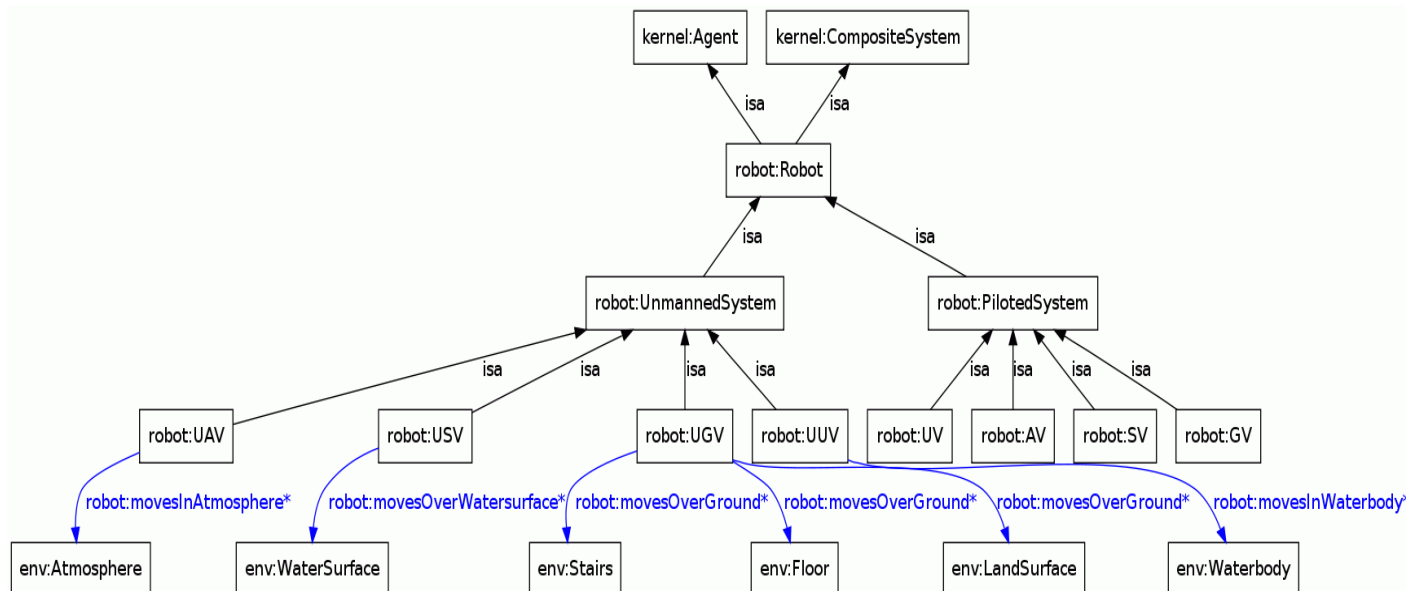 kernel:Agent
kernel:CompositeSystem
isa
isa
robot:Robot
isa
isa
robot:UnmannedSystem
robot:PilotedSystem
isa
isa
isa
isa
isa
isa
isa
isa
robot:UAV
robot:USV
robot:UGV
robot:UUV
robot:UV
robot:AV
robot:SV
robot:GV
robot:movesInAtmosphere*
robot:movesOverWatersurface*
robot:movesOverGround*
robot:movesOverGround*
robot:movesOverGround*
robot:movesInWaterbody*
env:Atmosphere
env:WaterSurface
env:Stairs
env:Floor
env:LandSurface
env:Waterbody